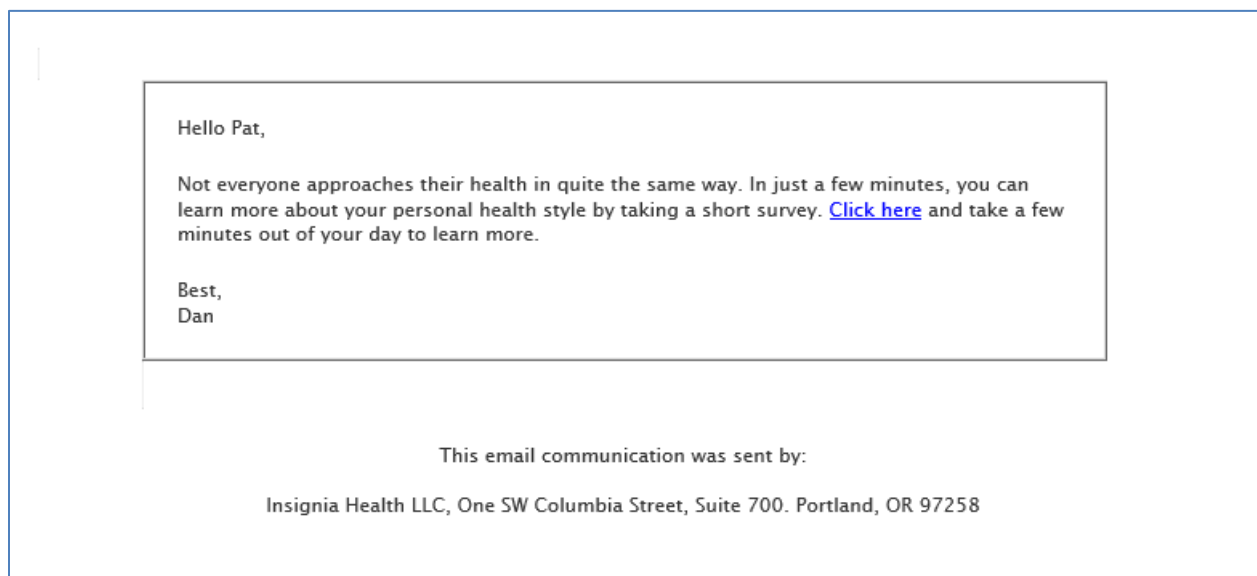 Hello Pat,
Not everyone approaches their health in quite the same way. In just a few minutes, you can
learn more about your personal health style by taking a short survey. Click here and take a few
minutes out of your day to learn more.
Best,
Dan
This email communication was sent by:
Insignia Health LLC, One SW Columbia Street, Suite 700. Portland, OR 97258